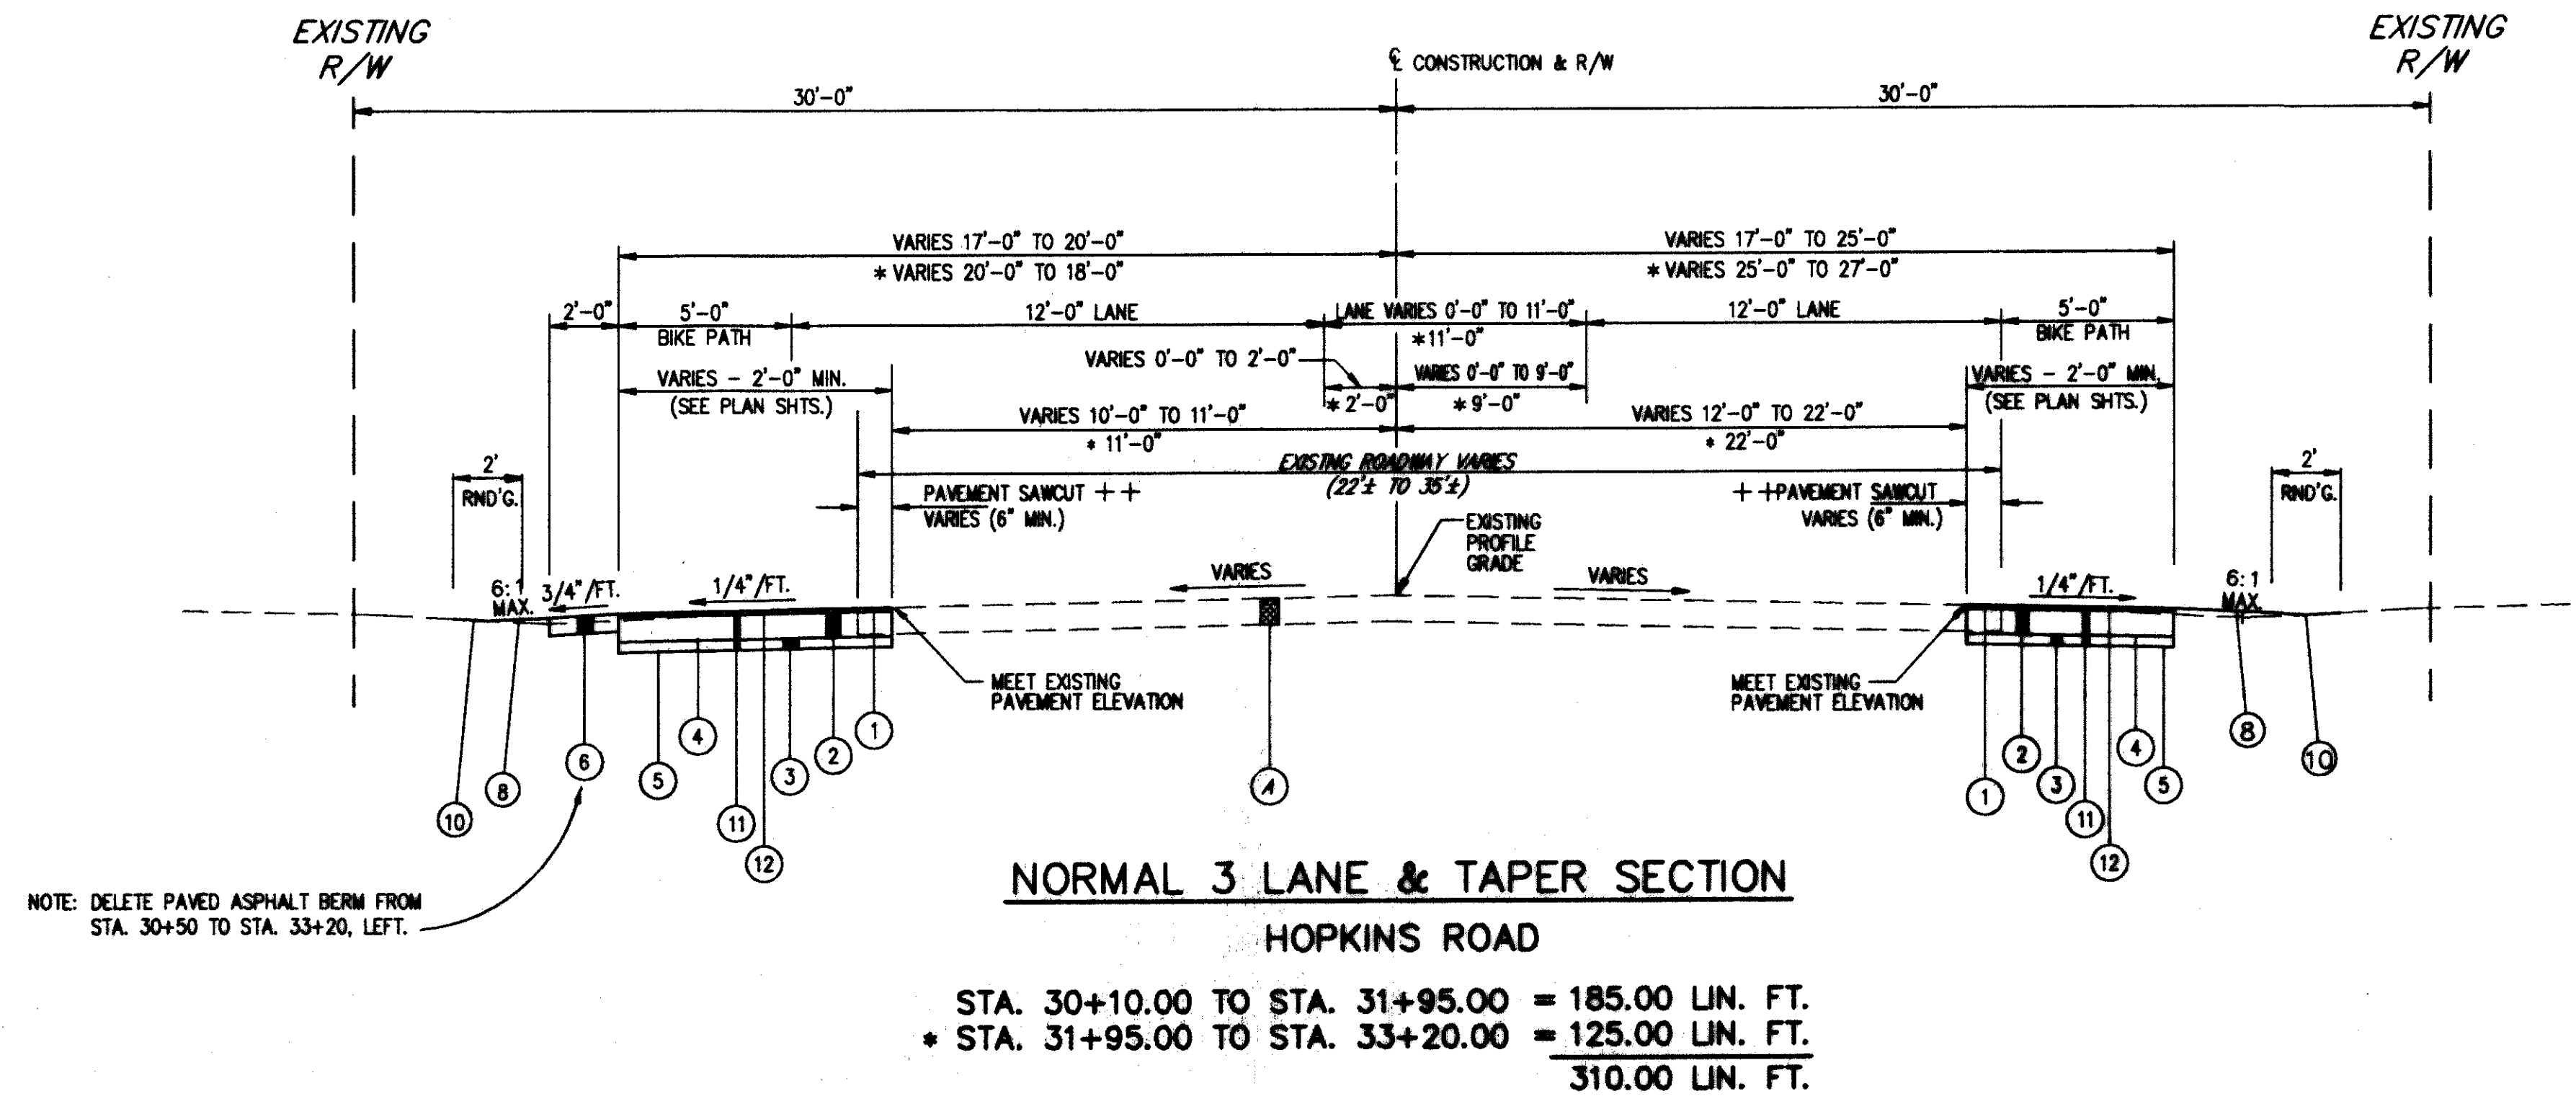 EXISTING
R/W
EXISTING
R/W
℄ CONSTRUCTION & R/W
30'-0"
30'-0"
VARIES 17'-0" TO 20'-0"
* VARIES 20'-0" TO 18'-0"
VARIES 17'-0" TO 25'-0"
* VARIES 25'-0" TO 27'-0"
2'-0"
5'-0"
BIKE PATH
12'-0" LANE
LANE VARIES 0'-0" TO 11'-0"
*11'-0"
12'-0" LANE
5'-0"
BIKE PATH
VARIES 0'-0" TO 2'-0"
* 2'-0"
VARIES 0'-0" TO 9'-0"
* 9'-0"
VARIES - 2'-0" MIN.
(SEE PLAN SHTS.)
VARIES - 2'-0" MIN.
(SEE PLAN SHTS.)
VARIES 10'-0" TO 11'-0"
* 11'-0"
VARIES 12'-0" TO 22'-0"
* 22'-0"
EXISTING ROADWAY VARIES
(22'± TO 35'±)
2'
RND'G.
2'
RND'G.
PAVEMENT SAWCUT ++
VARIES (6" MIN.)
++PAVEMENT SAWCUT
VARIES (6" MIN.)
EXISTING
PROFILE
GRADE
6:1
MAX.
3/4"/FT.
1/4"/FT.
VARIES
VARIES
1/4"/FT.
6:1
MAX.
MEET EXISTING
PAVEMENT ELEVATION
MEET EXISTING
PAVEMENT ELEVATION
10
8
6
5
4
11
12
3
2
1
A
1
2
3
11
12
4
5
8
10
NOTE: DELETE PAVED ASPHALT BERM FROM
STA. 30+50 TO STA. 33+20, LEFT.
NORMAL 3 LANE & TAPER SECTION
HOPKINS ROAD
STA. 30+10.00 TO STA. 31+95.00 = 185.00 LIN. FT.
* STA. 31+95.00 TO STA. 33+20.00 = 125.00 LIN. FT.
310.00 LIN. FT.